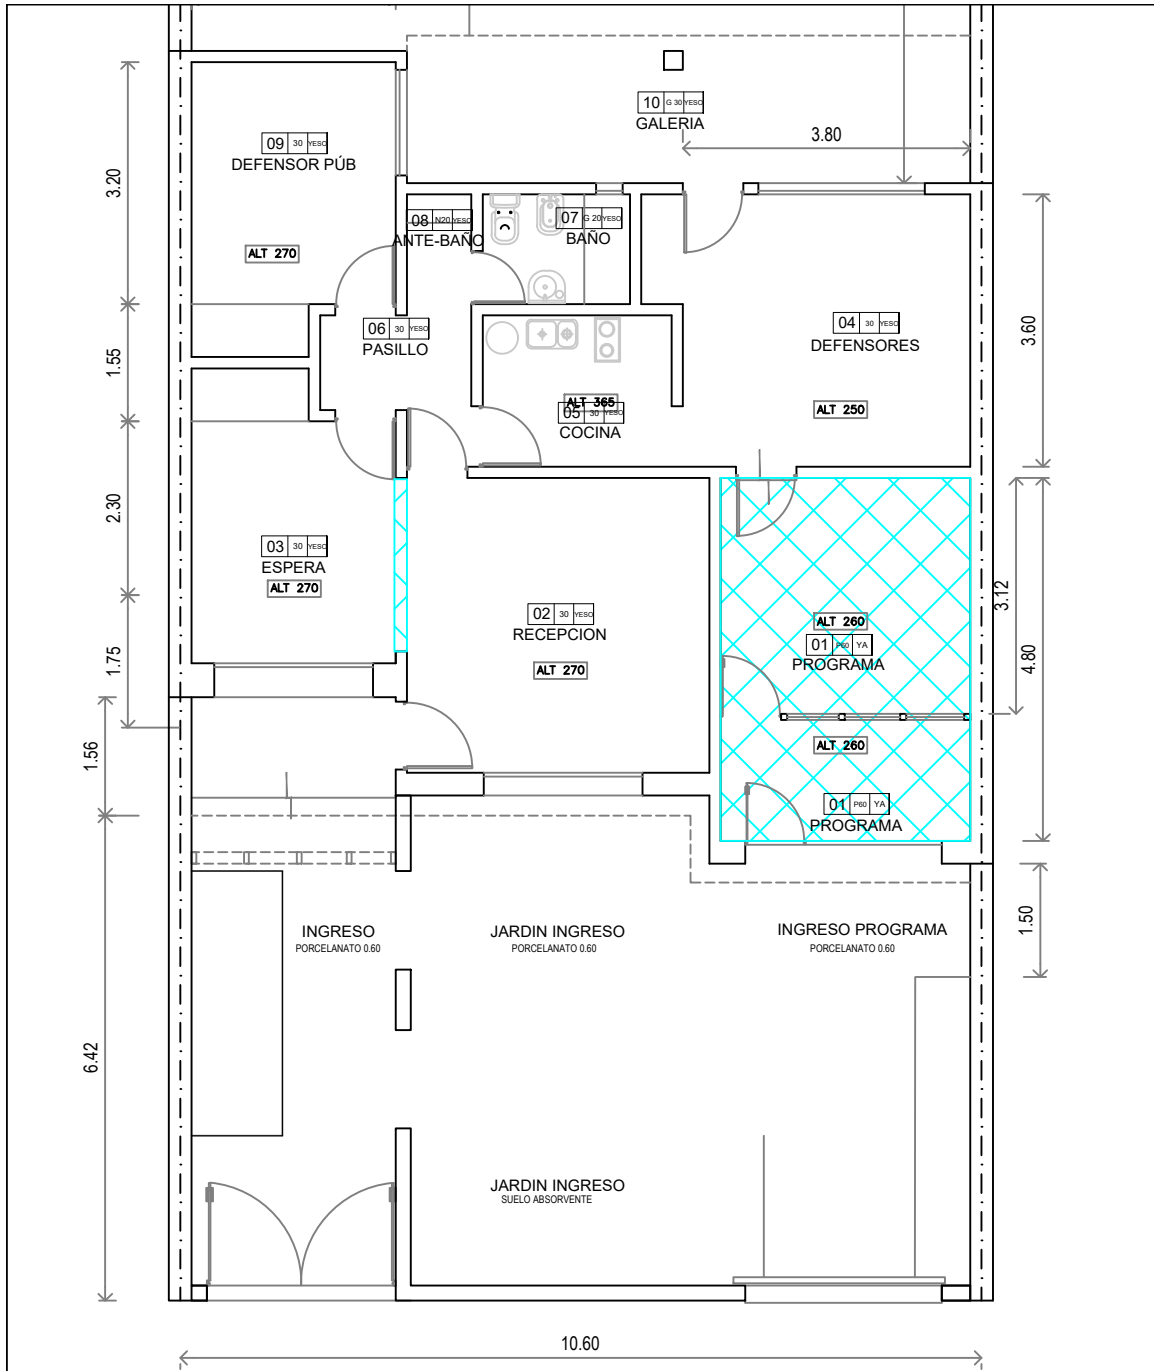 10 G 30 YESO
GALERIA
3.80
09 30 YESO
DEFENSOR PÚB
3.20
08 N20 YESO
ANTE-BAÑO
07 G 20 YESO
BAÑO
ALT 270
06 30 YESO
PASILLO
04 30 YESO
DEFENSORES
3.60
1.55
ALT 365
05 30 YESO
COCINA
ALT 250
2.30
03 30 YESO
ESPERA
ALT 270
3.12
02 30 YESO
RECEPCION
ALT 270
ALT 260
01 P60 YA
PROGRAMA
4.80
1.75
1.56
ALT 260
01 P60 YA
PROGRAMA
INGRESO
PORCELANATO 0.60
JARDIN INGRESO
PORCELANATO 0.60
INGRESO PROGRAMA
PORCELANATO 0.60
1.50
6.42
JARDIN INGRESO
SUELO ABSORVENTE
10.60